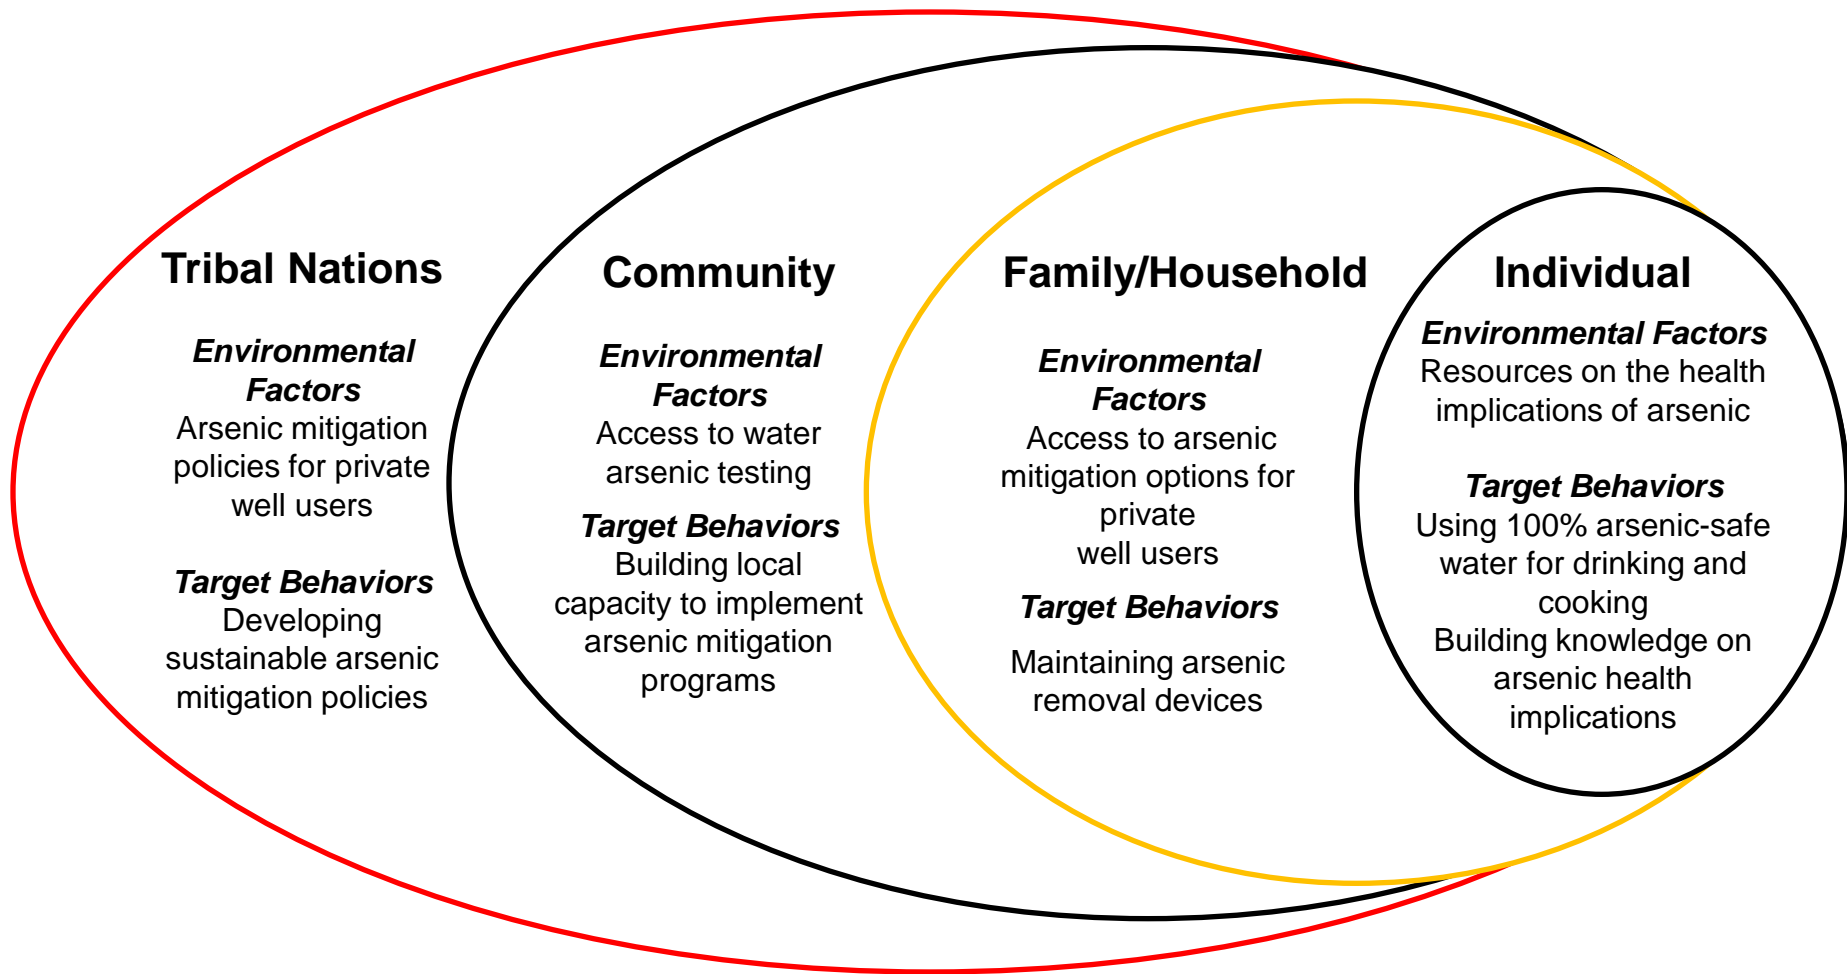 Tribal Nations
Environmental
Factors
Arsenic mitigation
policies for private
well users
Target Behaviors
Developing
sustainable arsenic
mitigation policies
Community
Environmental
Factors
Access to water
arsenic testing
Target Behaviors
Building local
capacity to implement
arsenic mitigation
programs
Family/Household
Environmental
Factors
Access to arsenic
mitigation options for
private
well users
Target Behaviors
Maintaining arsenic
removal devices
Individual
Environmental Factors
Resources on the health
implications of arsenic
Target Behaviors
Using 100% arsenic-safe
water for drinking and
cooking
Building knowledge on
arsenic health
implications